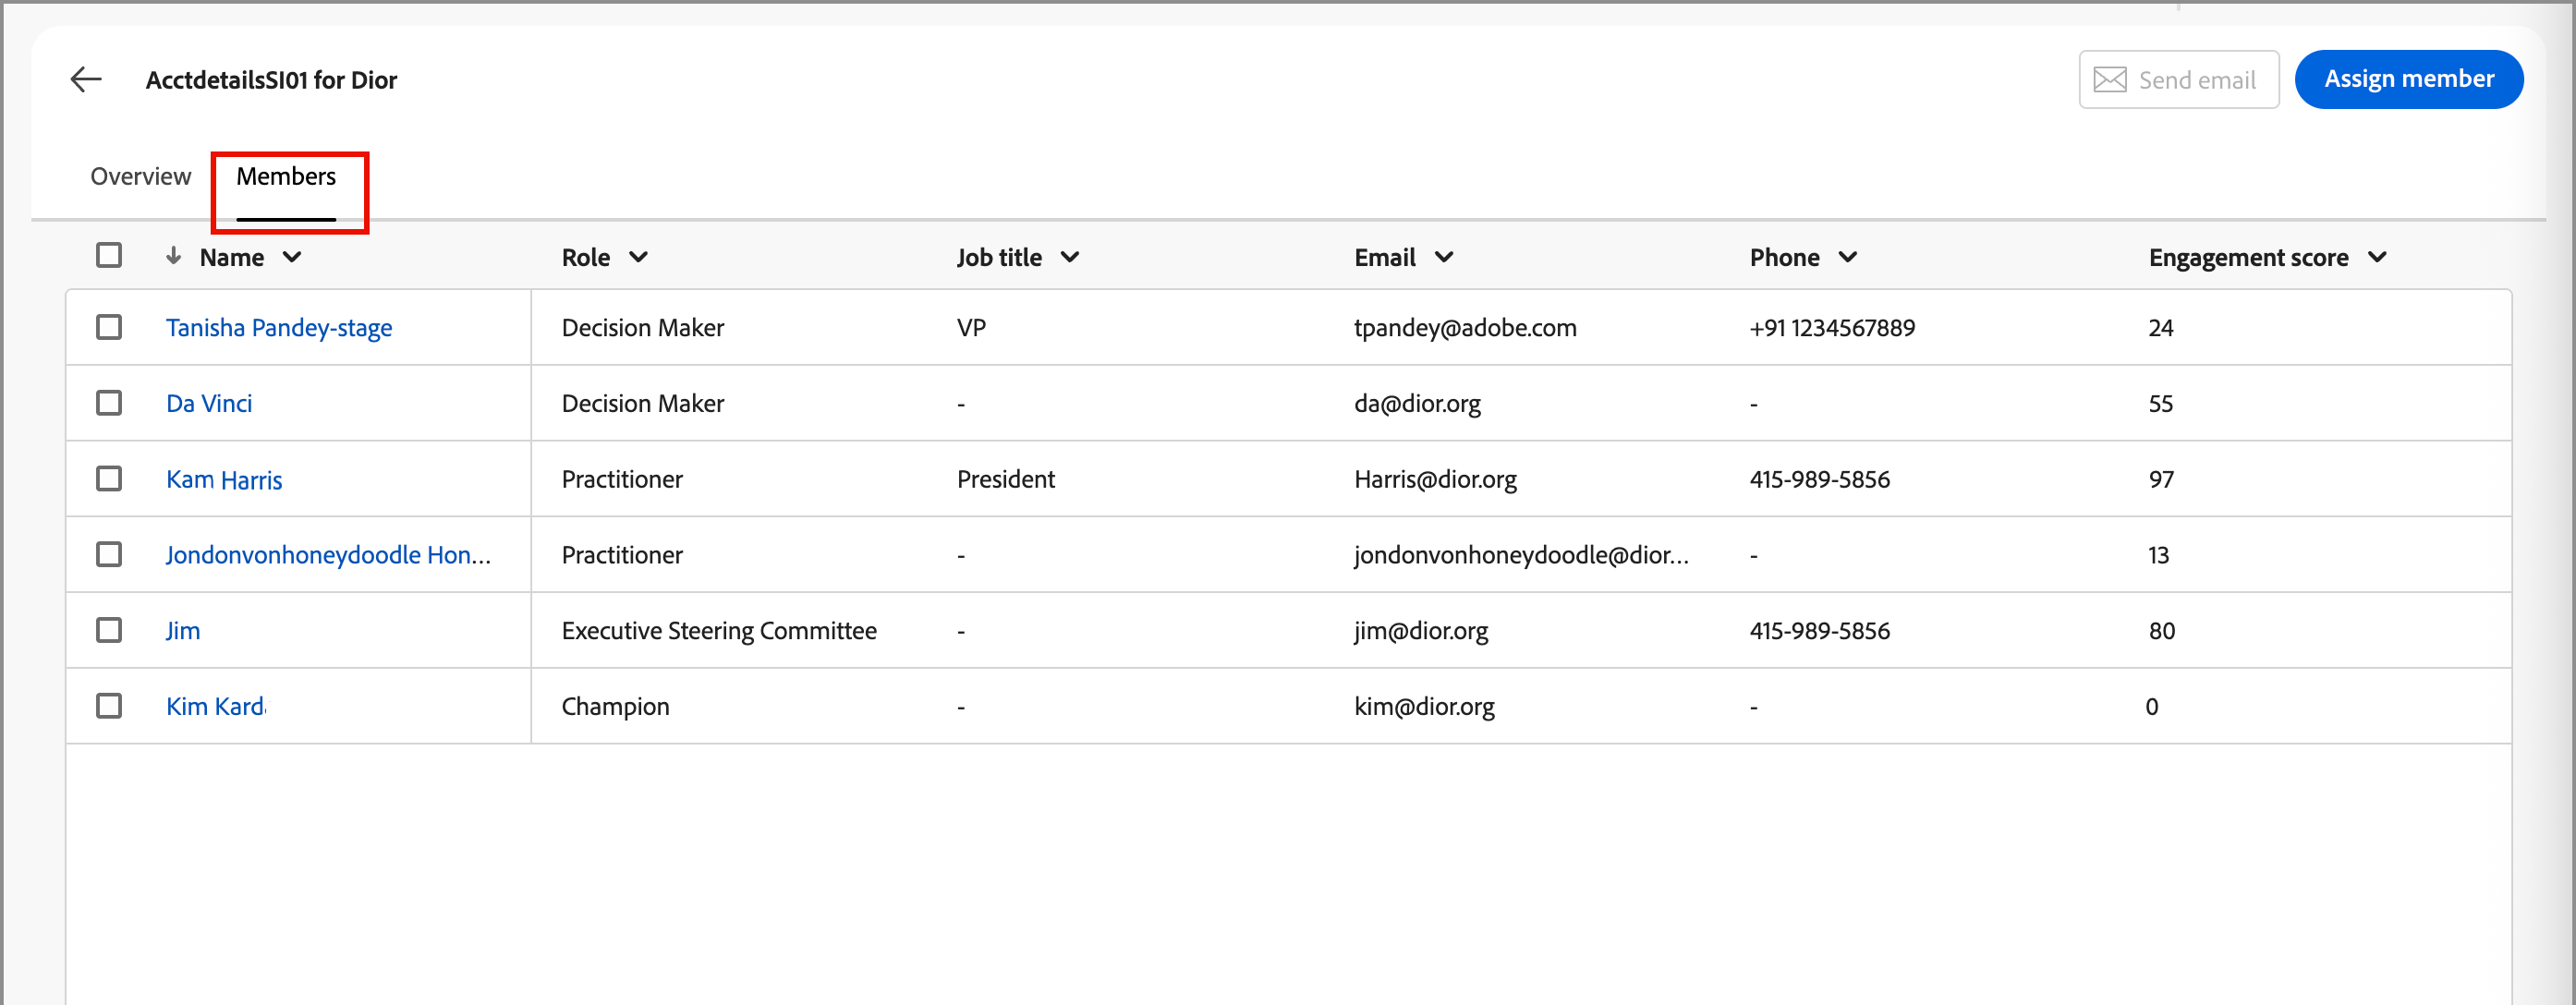 AcctdetailsSI01 for Dior
Send email
Assign member
Overview
Members
Name
Role
Job title
Email
Phone
Engagement score
Tanisha Pandey-stage Decision Maker VP tpandey@adobe.com +91 1234567889 24
Da Vinci Decision Maker - da@dior.org - 55
Kam Harris Practitioner President Harris@dior.org 415-989-5856 97
Jondonvonhoneydoodle Hon... Practitioner - jondonvonhoneydoodle@dior... - 13
Jim Executive Steering Committee - jim@dior.org 415-989-5856 80
Kim Kard Champion - kim@dior.org - 0